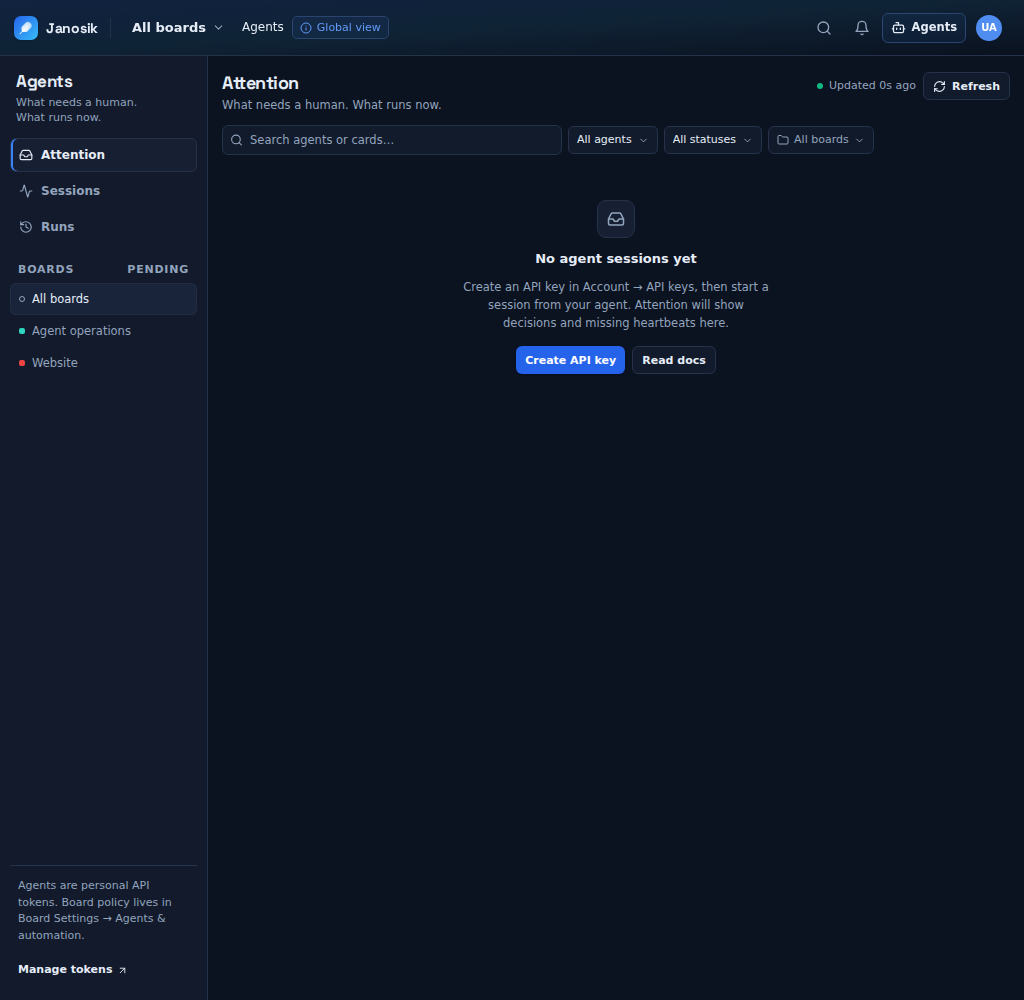 Janosik
All boards
Agents
Global view
Agents
UA
Agents
What needs a human.
What runs now.
Attention
Sessions
Runs
BOARDS PENDING
All boards
Agent operations
Website
Agents are personal API
tokens. Board policy lives in
Board Settings → Agents &
automation.
Manage tokens
Attention
What needs a human. What runs now.
Updated 0s ago
Refresh
Search agents or cards...
All agents
All statuses
All boards
No agent sessions yet
Create an API key in Account → API keys, then start a
session from your agent. Attention will show
decisions and missing heartbeats here.
Create API key
Read docs